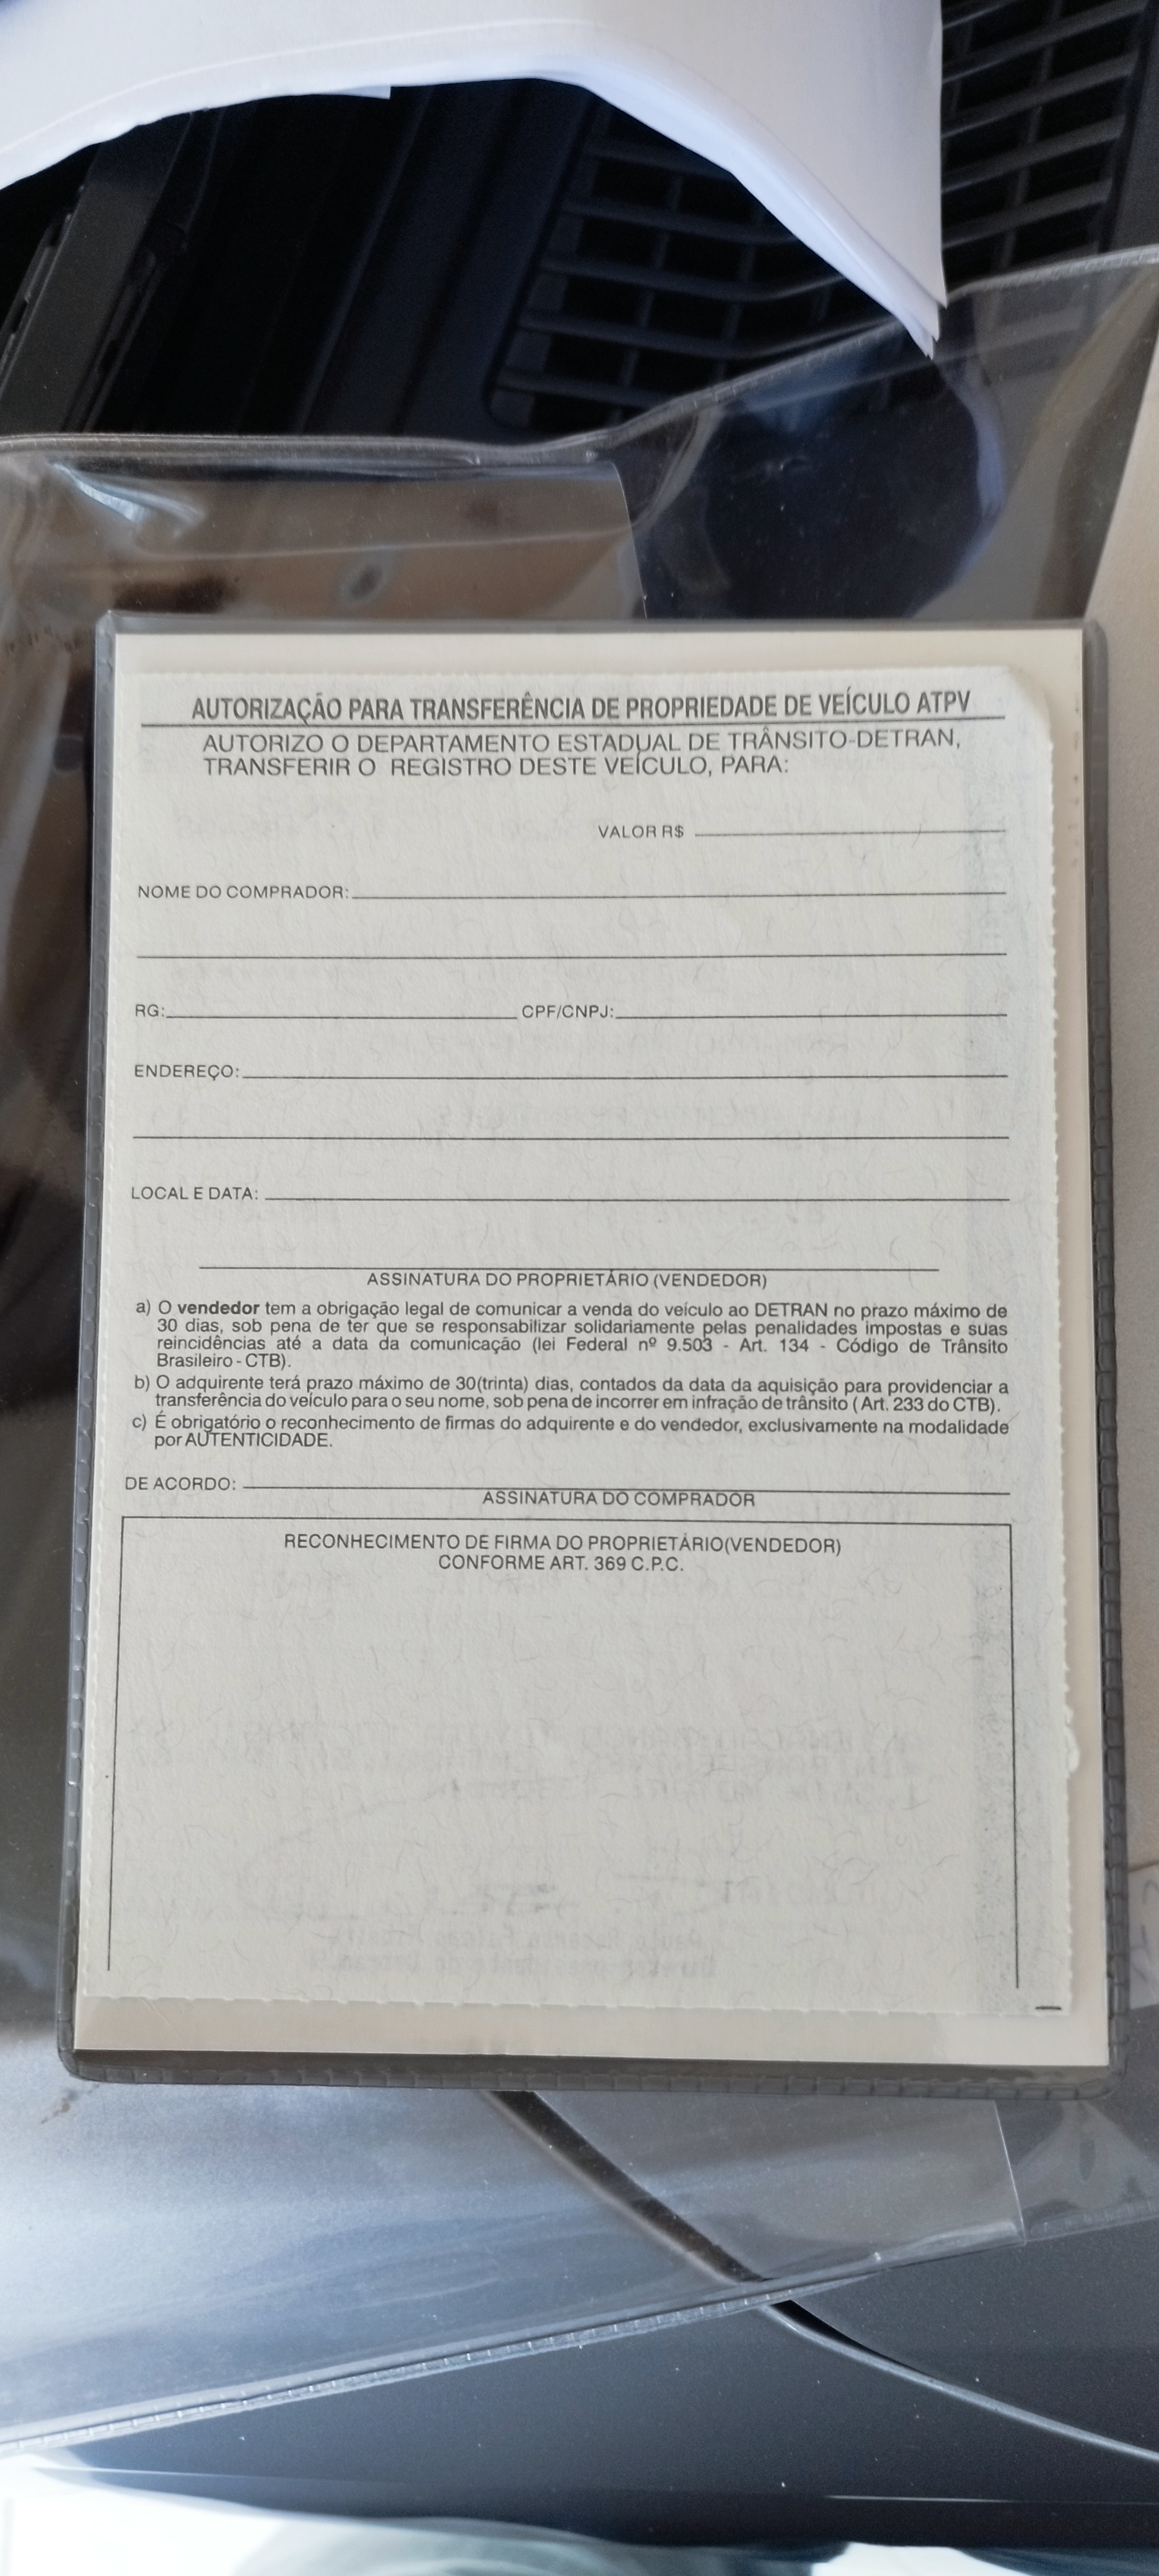 AUTORIZAÇÃO PARA TRANSFERÊNCIA DE PROPRIEDADE DE VEÍCULO ATPV
AUTORIZO O DEPARTAMENTO ESTADUAL DE TRÂNSITO-DETRAN,
TRANSFERIR O REGISTRO DESTE VEÍCULO, PARA:
VALOR R$
NOME DO COMPRADOR:
RG: CPF/CNPJ:
ENDEREÇO:
LOCAL E DATA:
ASSINATURA DO PROPRIETÁRIO (VENDEDOR)
a) O vendedor tem a obrigação legal de comunicar a venda do veículo ao DETRAN no prazo máximo de
30 dias, sob pena de ter que se responsabilizar solidariamente pelas penalidades impostas e suas
reincidências até a data da comunicação (lei Federal nº 9.503 - Art. 134 - Código de Trânsito
Brasileiro - CTB).
b) O adquirente terá prazo máximo de 30(trinta) dias, contados da data da aquisição para providenciar a
transferência do veículo para o seu nome, sob pena de incorrer em infração de trânsito ( Art. 233 do CTB).
c) É obrigatório o reconhecimento de firmas do adquirente e do vendedor, exclusivamente na modalidade
por AUTENTICIDADE.
DE ACORDO:
ASSINATURA DO COMPRADOR
RECONHECIMENTO DE FIRMA DO PROPRIETÁRIO(VENDEDOR)
CONFORME ART. 369 C.P.C.